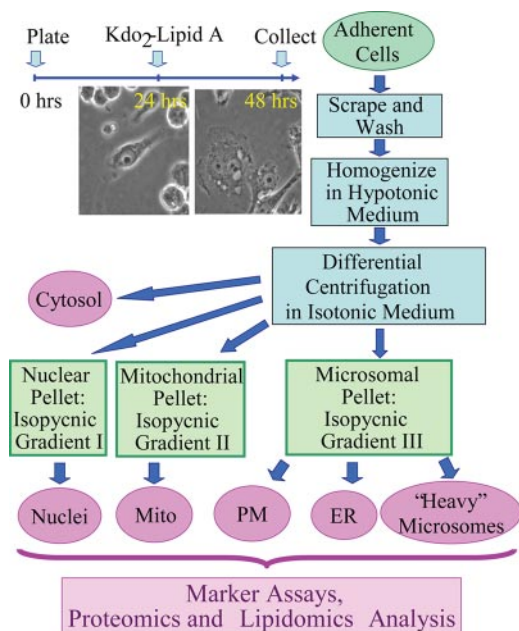 Plate
Kdo2-Lipid A
Collect
0 hrs
24 hrs
48 hrs
Adherent
Cells
Scrape and
Wash
Homogenize
in Hypotonic
Medium
Differential
Centrifugation
in Isotonic Medium
Cytosol
Nuclear
Pellet:
Isopycnic
Gradient I
Mitochondrial
Pellet:
Isopycnic
Gradient II
Microsomal
Pellet:
Isopycnic
Gradient III
Nuclei
Mito
PM
ER
“Heavy”
Microsomes
Marker Assays,
Proteomics and Lipidomics Analysis